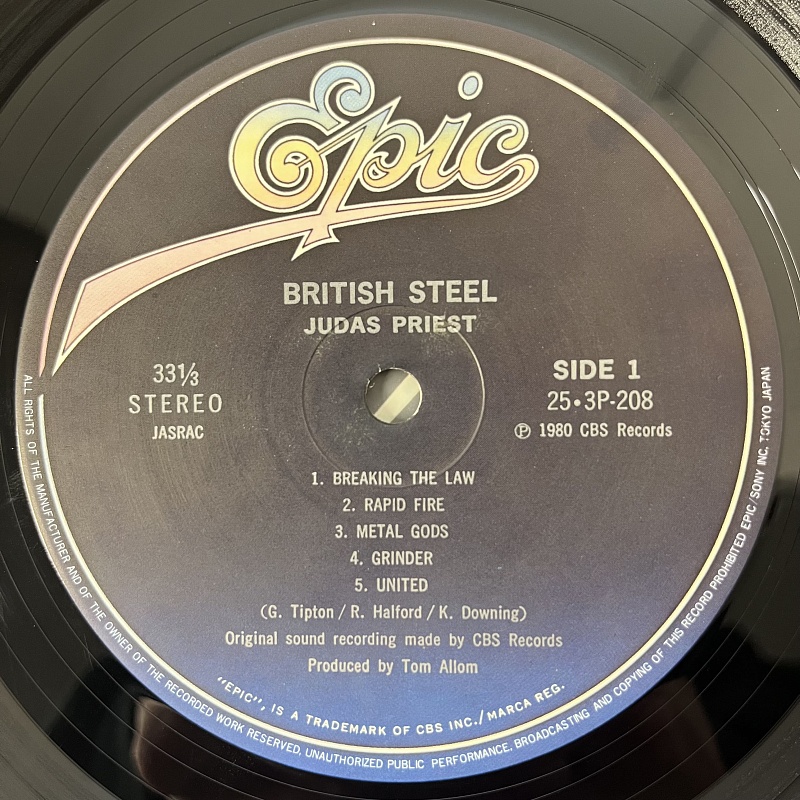 Epic
BRITISH STEEL
JUDAS PRIEST
33⅓
STEREO
JASRAC
SIDE 1
25•3P-208
Ⓟ 1980 CBS Records
1. BREAKING THE LAW
2. RAPID FIRE
3. METAL GODS
4. GRINDER
5. UNITED
(G. Tipton / R. Halford / K. Downing)
Original sound recording made by CBS Records
Produced by Tom Allom
"EPIC", IS A TRADEMARK OF CBS INC./MARCA REG.
ALL RIGHTS OF THE MANUFACTURER AND OF THE OWNER OF THE RECORDED WORK RESERVED. UNAUTHORIZED PUBLIC PERFORMANCE, BROADCASTING AND COPYING OF THIS RECORD PROHIBITED EPIC/SONY INC. TOKYO JAPAN